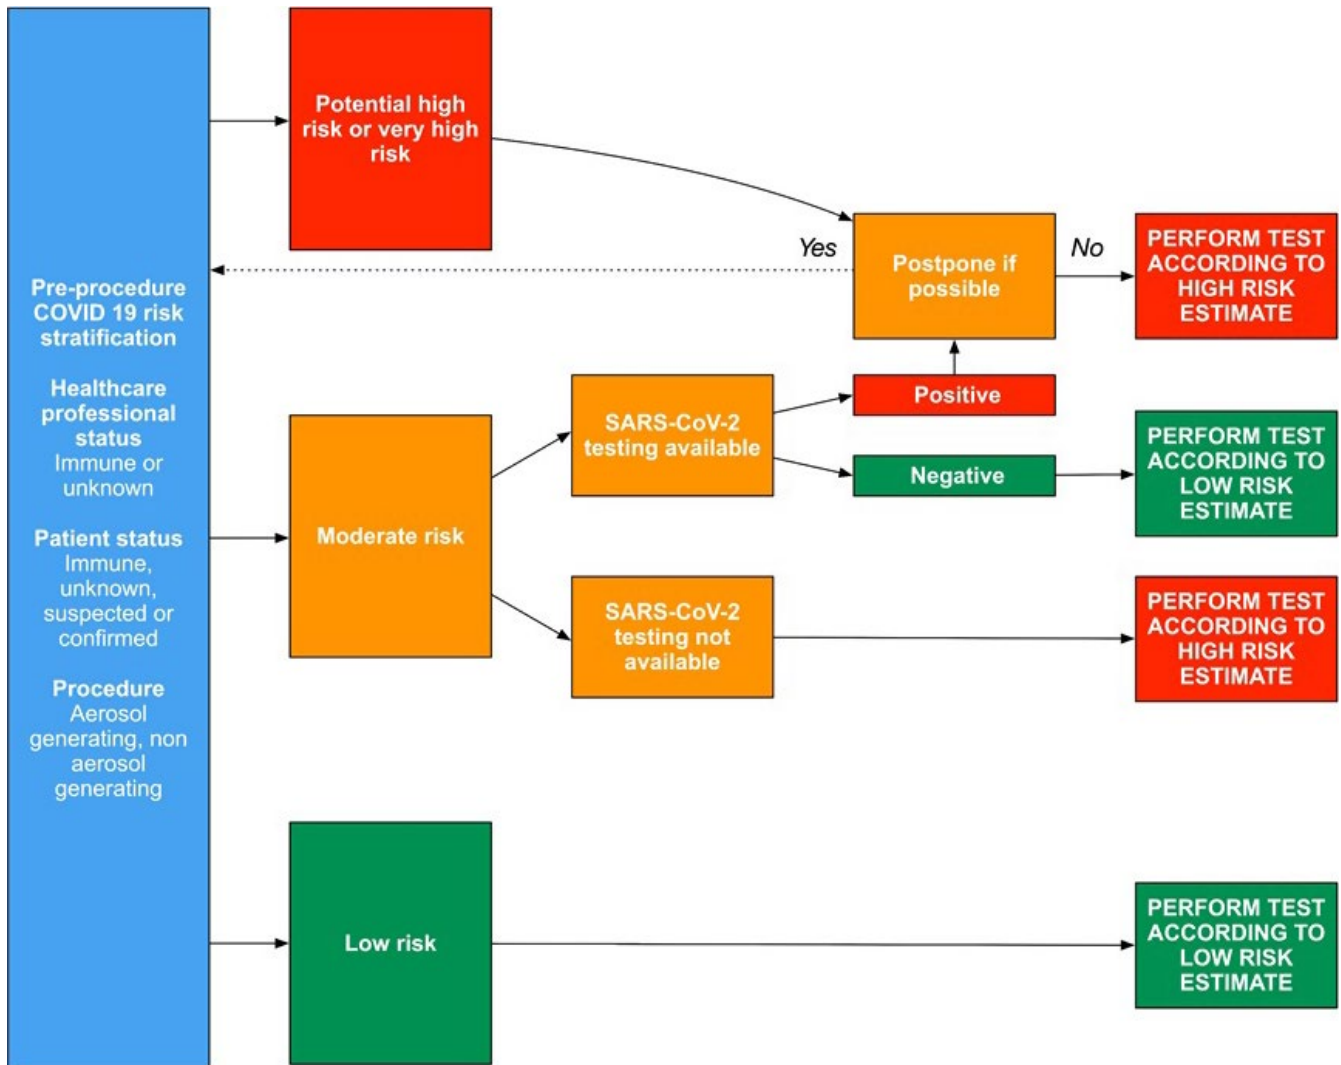 Pre-procedure
COVID 19 risk
stratification
Healthcare
professional
status
Immune or
unknown
Patient status
Immune,
unknown,
suspected or
confirmed
Procedure
Aerosol
generating, non
aerosol
generating
Potential high
risk or very high
risk
Yes
Postpone if
possible
No
PERFORM TEST
ACCORDING TO
HIGH RISK
ESTIMATE
Moderate risk
SARS-CoV-2
testing available
Positive
Negative
PERFORM TEST
ACCORDING TO
LOW RISK
ESTIMATE
SARS-CoV-2
testing not
available
PERFORM TEST
ACCORDING TO
HIGH RISK
ESTIMATE
Low risk
PERFORM TEST
ACCORDING TO
LOW RISK
ESTIMATE